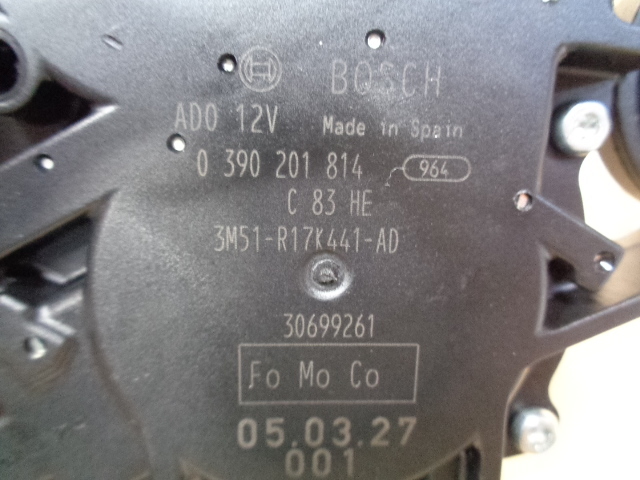 BOSCH
ADO 12V Made in Spain
0 390 201 814 964
C 83 HE
3M51-R17K441-AD
30699261
Fo Mo Co
05.03.27
001